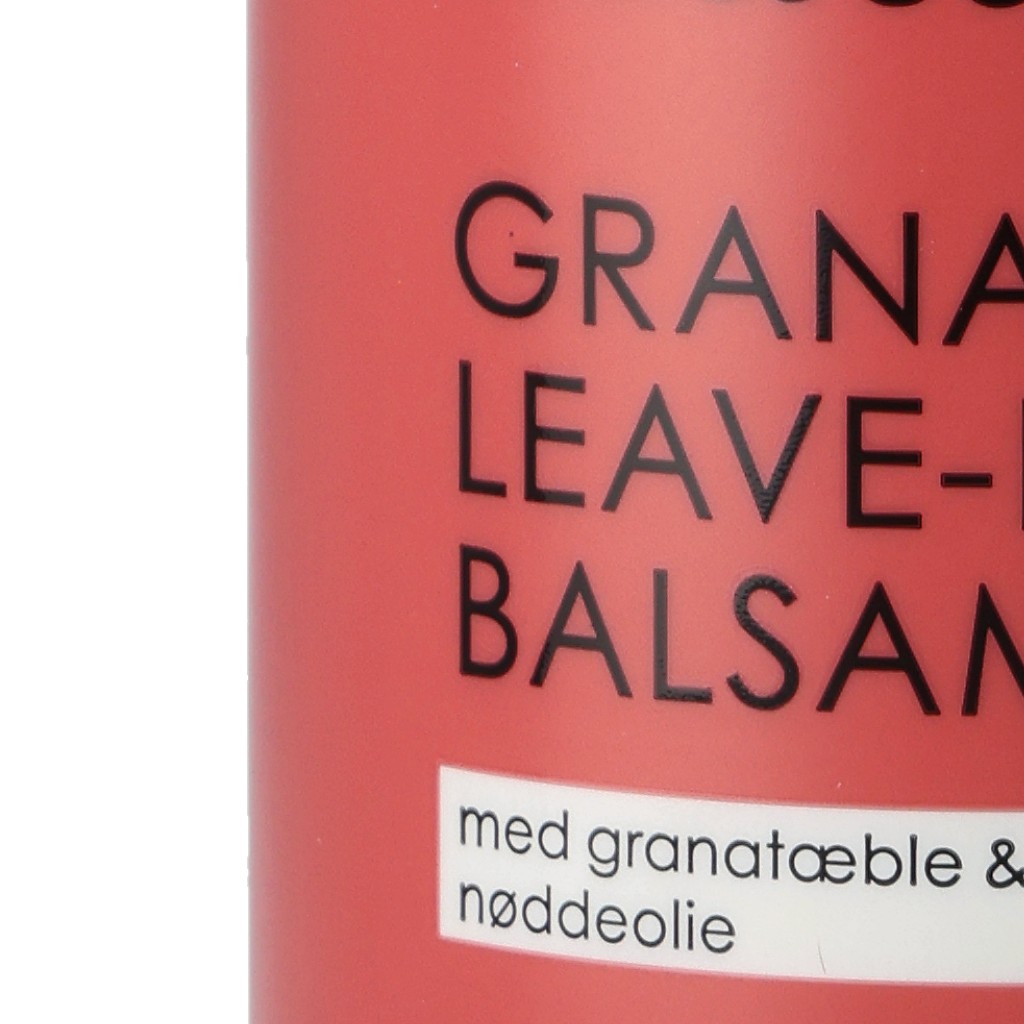 GRANA
LEAVE-
BALSAM
med granatæble &
nøddeolie